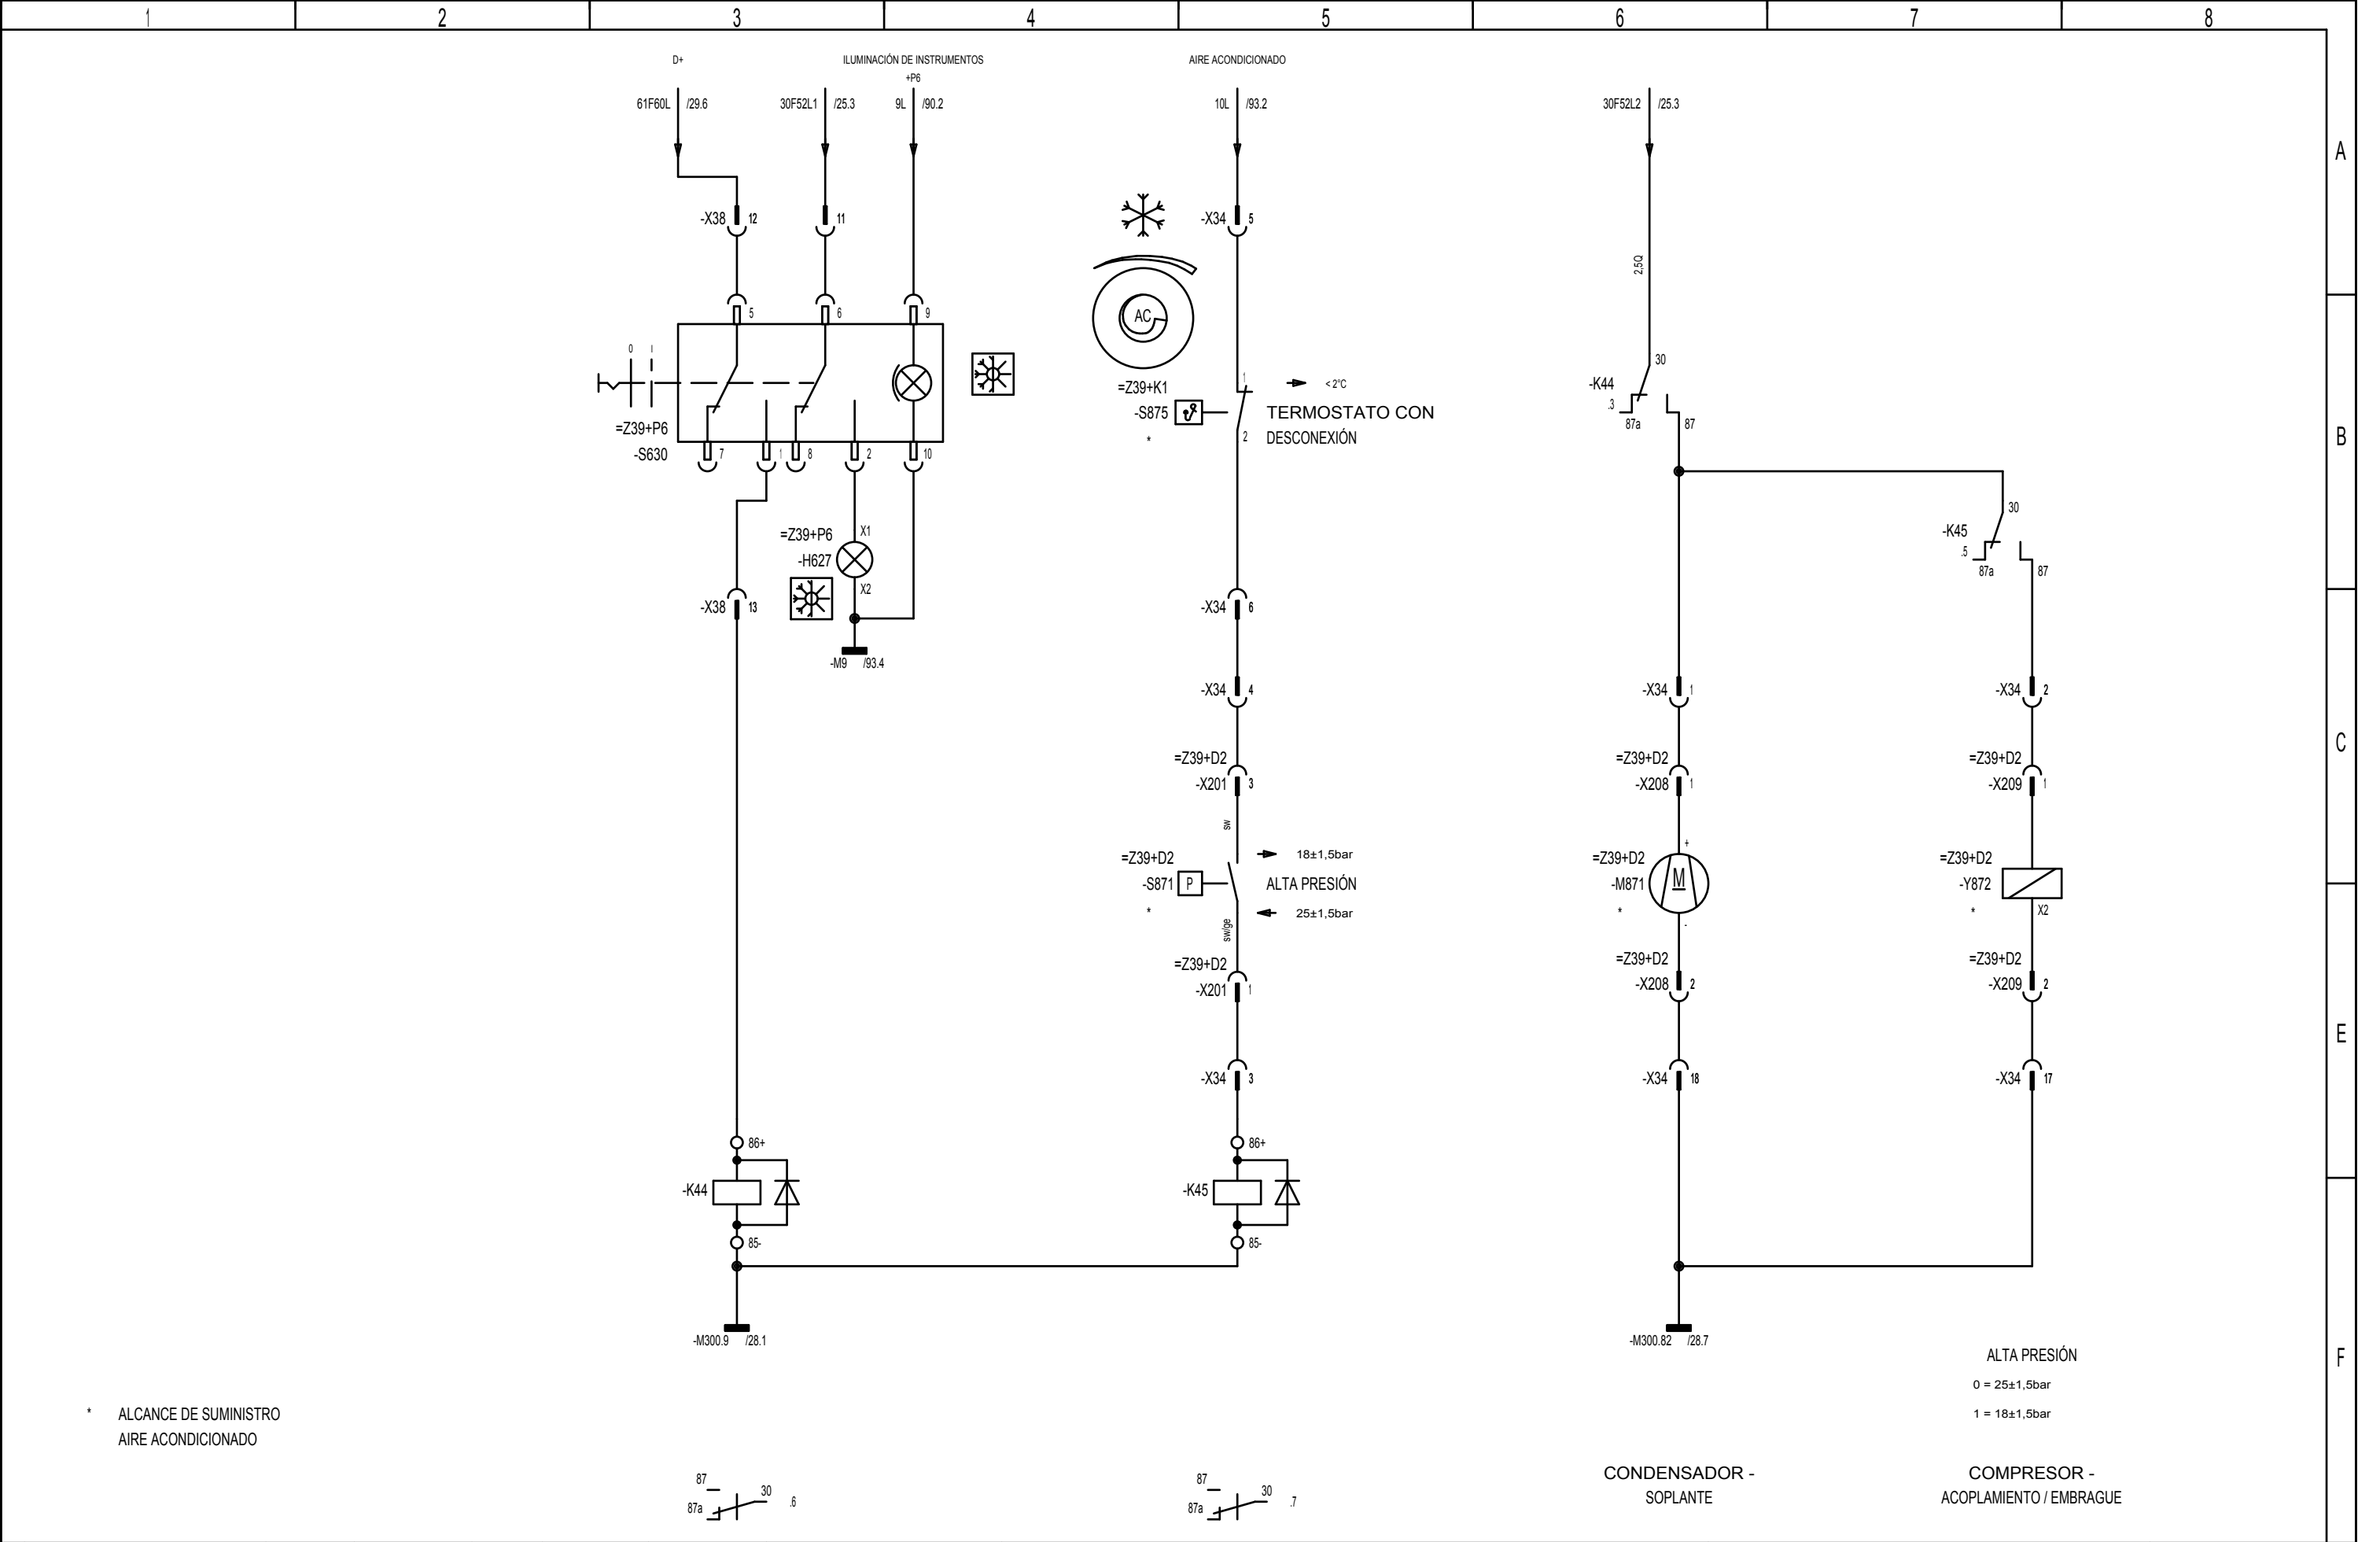 1 2 3 4 5 6 7 8
D+ ILUMINACIÓN DE INSTRUMENTOS AIRE ACONDICIONADO
+P6
61F60L /29.6 30F52L1 /25.3 9L /90.2 10L /93.2 30F52L2 /25.3
A
-X38 12 11 -X34 5
2,5Q
5 6 9
AC
0 I
30
=Z39+K1 1 < 2°C
-K44
-S875 TERMOSTATO CON
.3
=Z39+P6 87a 87
* 2 DESCONEXIÓN
B
-S630 7 1 8 2 10
30
=Z39+P6 X1
-K45
-H627
.5
87a 87
X2
-X38 13 -X34 6
-M9 /93.4
-X34 4 -X34 1 -X34 2
C
=Z39+D2 =Z39+D2 =Z39+D2
-X201 3 -X208 1 -X209 1
sw
+
=Z39+D2 18±1,5bar =Z39+D2 =Z39+D2
-S871 P ALTA PRESIÓN -M871 M -Y872
* 25±1,5bar * * X2
sw/ge
-
=Z39+D2 =Z39+D2 =Z39+D2
-X201 1 -X208 2 -X209 2
E
-X34 3 -X34 18 -X34 17
86+ 86+
-K44 -K45
85- 85-
-M300.9 /28.1 -M300.82 /28.7
ALTA PRESIÓN
F
0 = 25±1,5bar
* ALCANCE DE SUMINISTRO 1 = 18±1,5bar
AIRE ACONDICIONADO
87 87 CONDENSADOR - COMPRESOR -
30 .6 30 .7 SOPLANTE ACOPLAMIENTO / EMBRAGUE
87a 87a